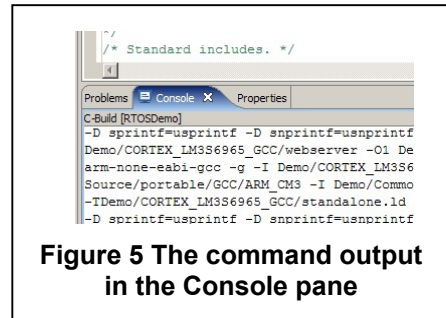 */
/* Standard includes. */
Problems Console Properties
C-Build [RTOSDemo]
-D sprintf=usprintf -D snprintf=usnprintf
Demo/CORTEX_LM3S6965_GCC/webserver -O1 De
arm-none-eabi-gcc -g -I Demo/CORTEX_LM3S6
Source/portable/GCC/ARM_CM3 -I Demo/Commo
-TDemo/CORTEX_LM3S6965_GCC/standalone.ld
-D sprintf=usprintf -D snprintf=usnprintf
Figure 5 The command output
in the Console pane